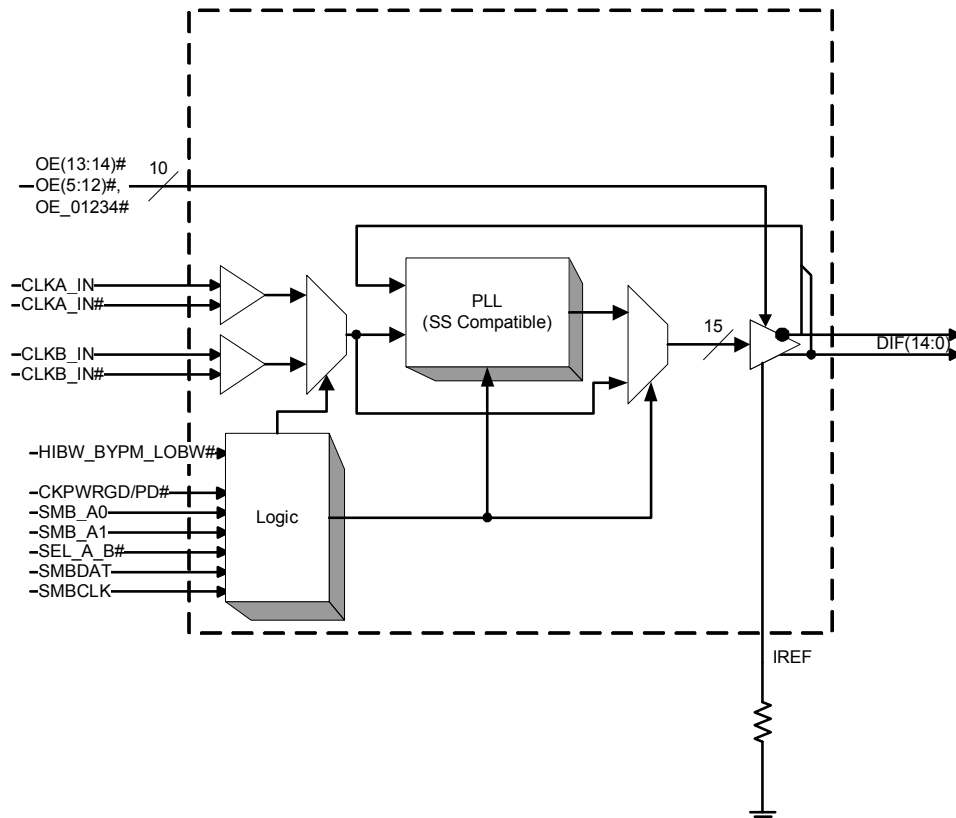 OE(13:14)#
10
OE(5:12)#,
OE_01234#
CLKA_IN
CLKA_IN#
PLL
(SS Compatible)
15
DIF(14:0)
CLKB_IN
CLKB_IN#
HIBW_BYPM_LOBW#
CKPWRGD/PD#
SMB_A0
Logic
SMB_A1
SEL_A_B#
SMBDAT
SMBCLK
IREF